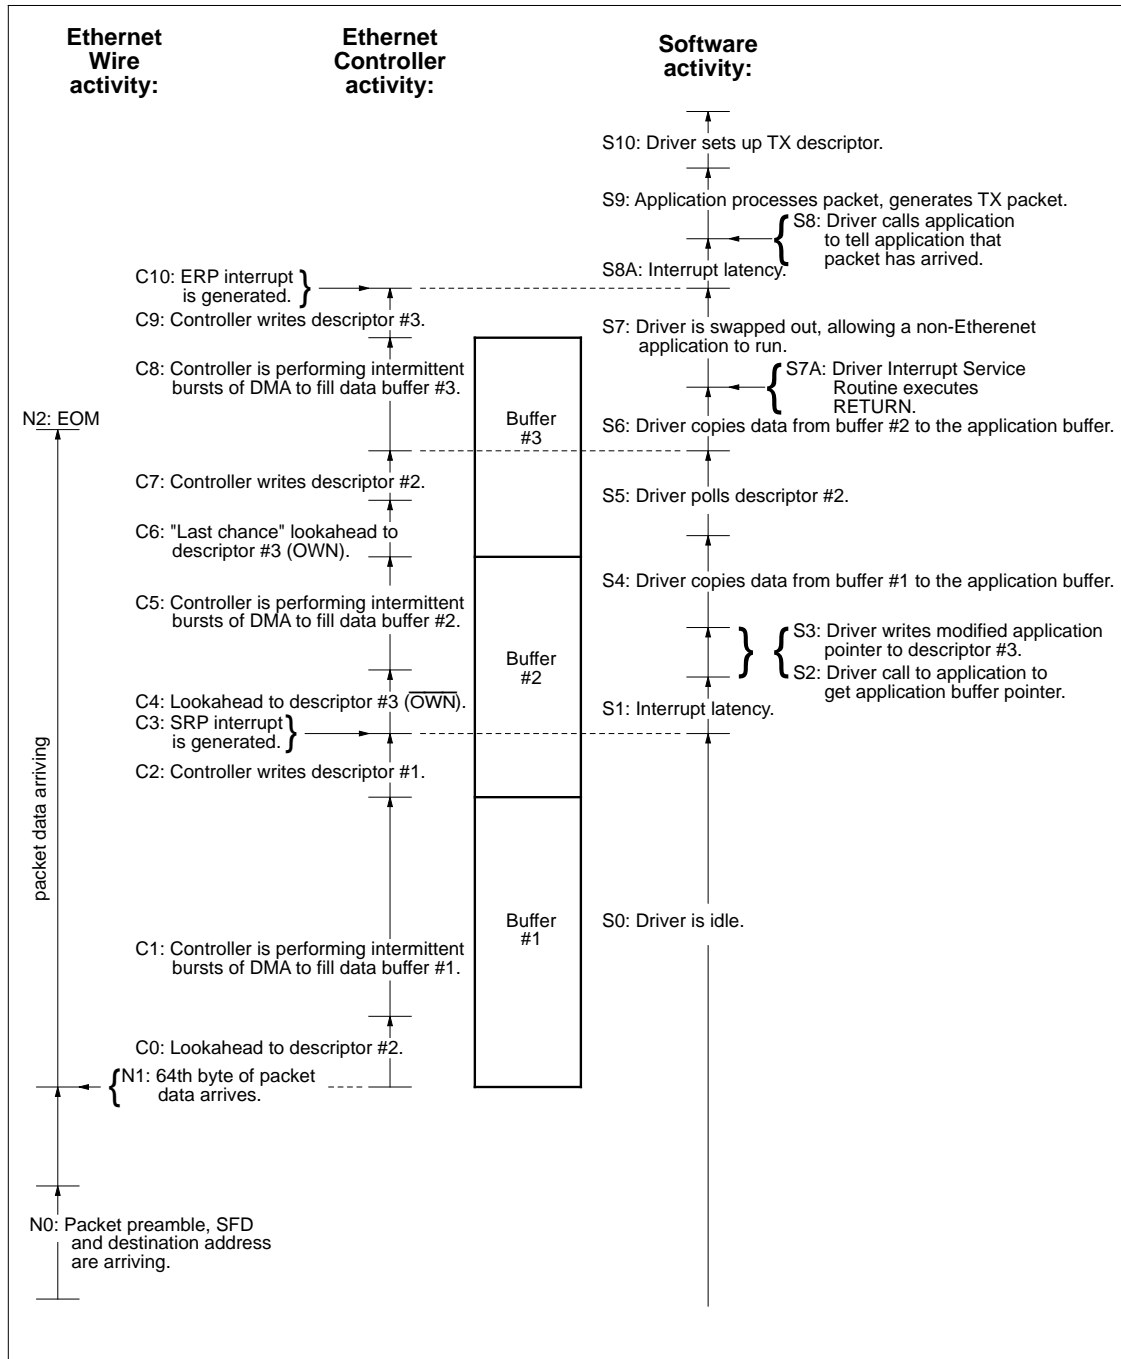 Ethernet
Wire
activity:
Ethernet
Controller
activity:
Software
activity:
S10: Driver sets up TX descriptor.
S9: Application processes packet, generates TX packet.
S8: Driver calls application
to tell application that
packet has arrived.
S8A: Interrupt latency.
C10: ERP interrupt
is generated.
C9: Controller writes descriptor #3.
S7: Driver is swapped out, allowing a non-Etherenet
application to run.
C8: Controller is performing intermittent
bursts of DMA to fill data buffer #3.
S7A: Driver Interrupt Service
Routine executes
RETURN.
N2: EOM
Buffer
#3
S6: Driver copies data from buffer #2 to the application buffer.
C7: Controller writes descriptor #2.
S5: Driver polls descriptor #2.
C6: "Last chance" lookahead to
descriptor #3 (OWN).
S4: Driver copies data from buffer #1 to the application buffer.
C5: Controller is performing intermittent
bursts of DMA to fill data buffer #2.
S3: Driver writes modified application
pointer to descriptor #3.
Buffer
#2
S2: Driver call to application to
get application buffer pointer.
C4: Lookahead to descriptor #3 (O̅W̅N̅).
S1: Interrupt latency.
C3: SRP interrupt
is generated.
C2: Controller writes descriptor #1.
packet data arriving
Buffer
#1
S0: Driver is idle.
C1: Controller is performing intermittent
bursts of DMA to fill data buffer #1.
C0: Lookahead to descriptor #2.
N1: 64th byte of packet
data arrives.
N0: Packet preamble, SFD
and destination address
are arriving.